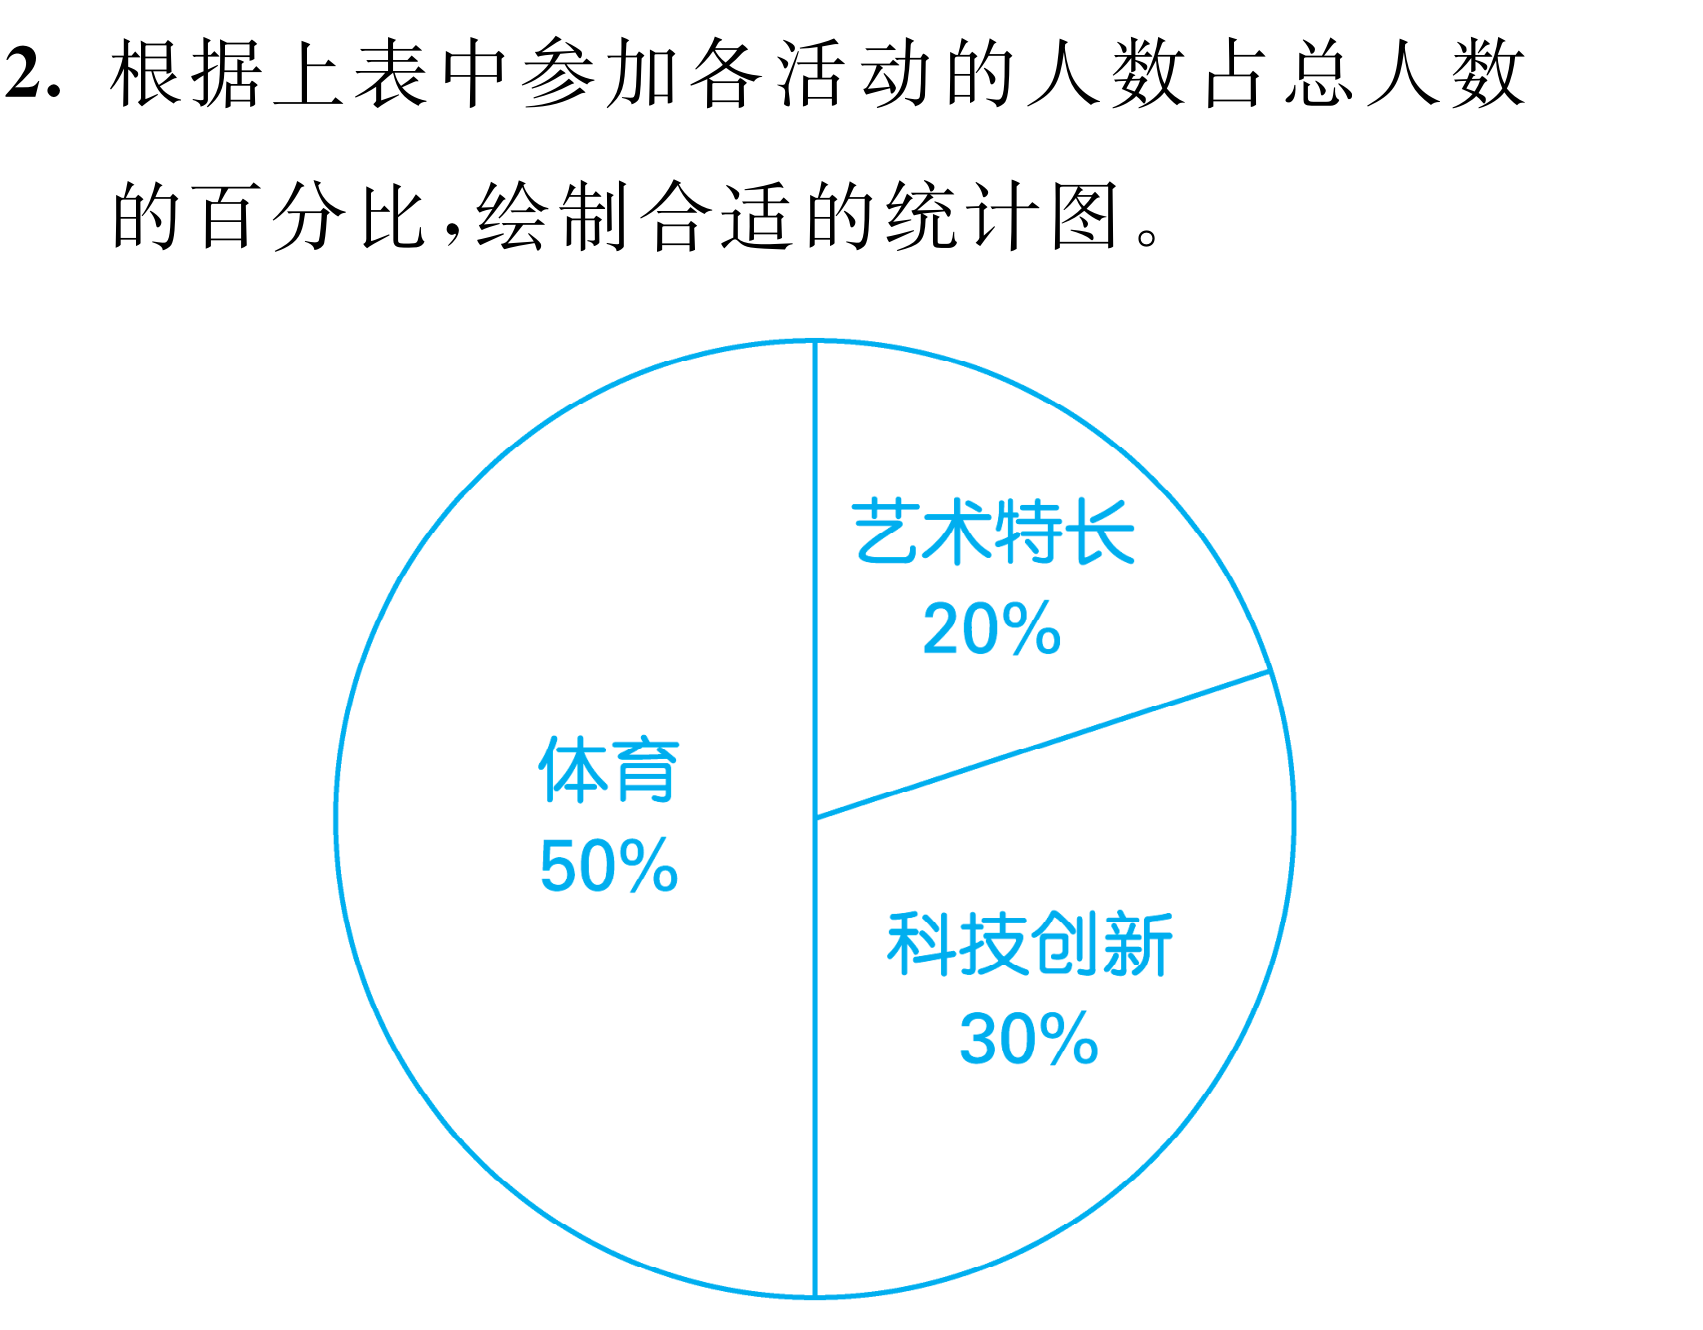 2. 根据上表中参加各活动的人数占总人数
的百分比,绘制合适的统计图。
艺术特长
20%
体育
50%
科技创新
30%